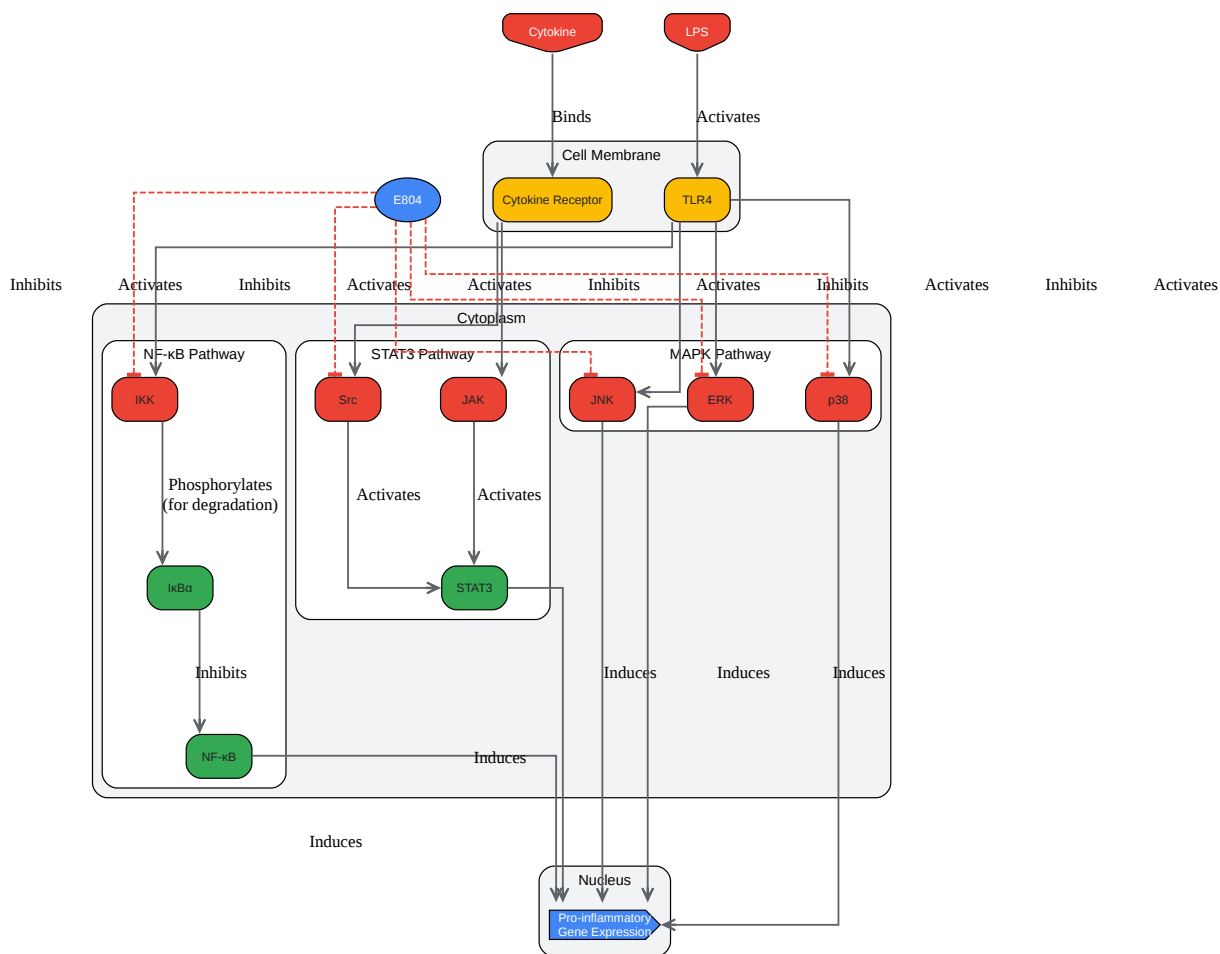 Cytokine
LPS
Binds
Activates
Cell Membrane
E804
Cytokine Receptor
TLR4
Inhibits
Activates
Inhibits
Activates
Activates
Inhibits
Activates
Inhibits
Activates
Inhibits
Activates
Cytoplasm
NF-κB Pathway
STAT3 Pathway
MAPK Pathway
IKK
Src
JAK
JNK
ERK
p38
Phosphorylates
(for degradation)
Activates
Activates
IκBα
STAT3
Inhibits
Induces
Induces
Induces
NF-κB
Induces
Induces
Nucleus
Pro-inflammatory
Gene Expression